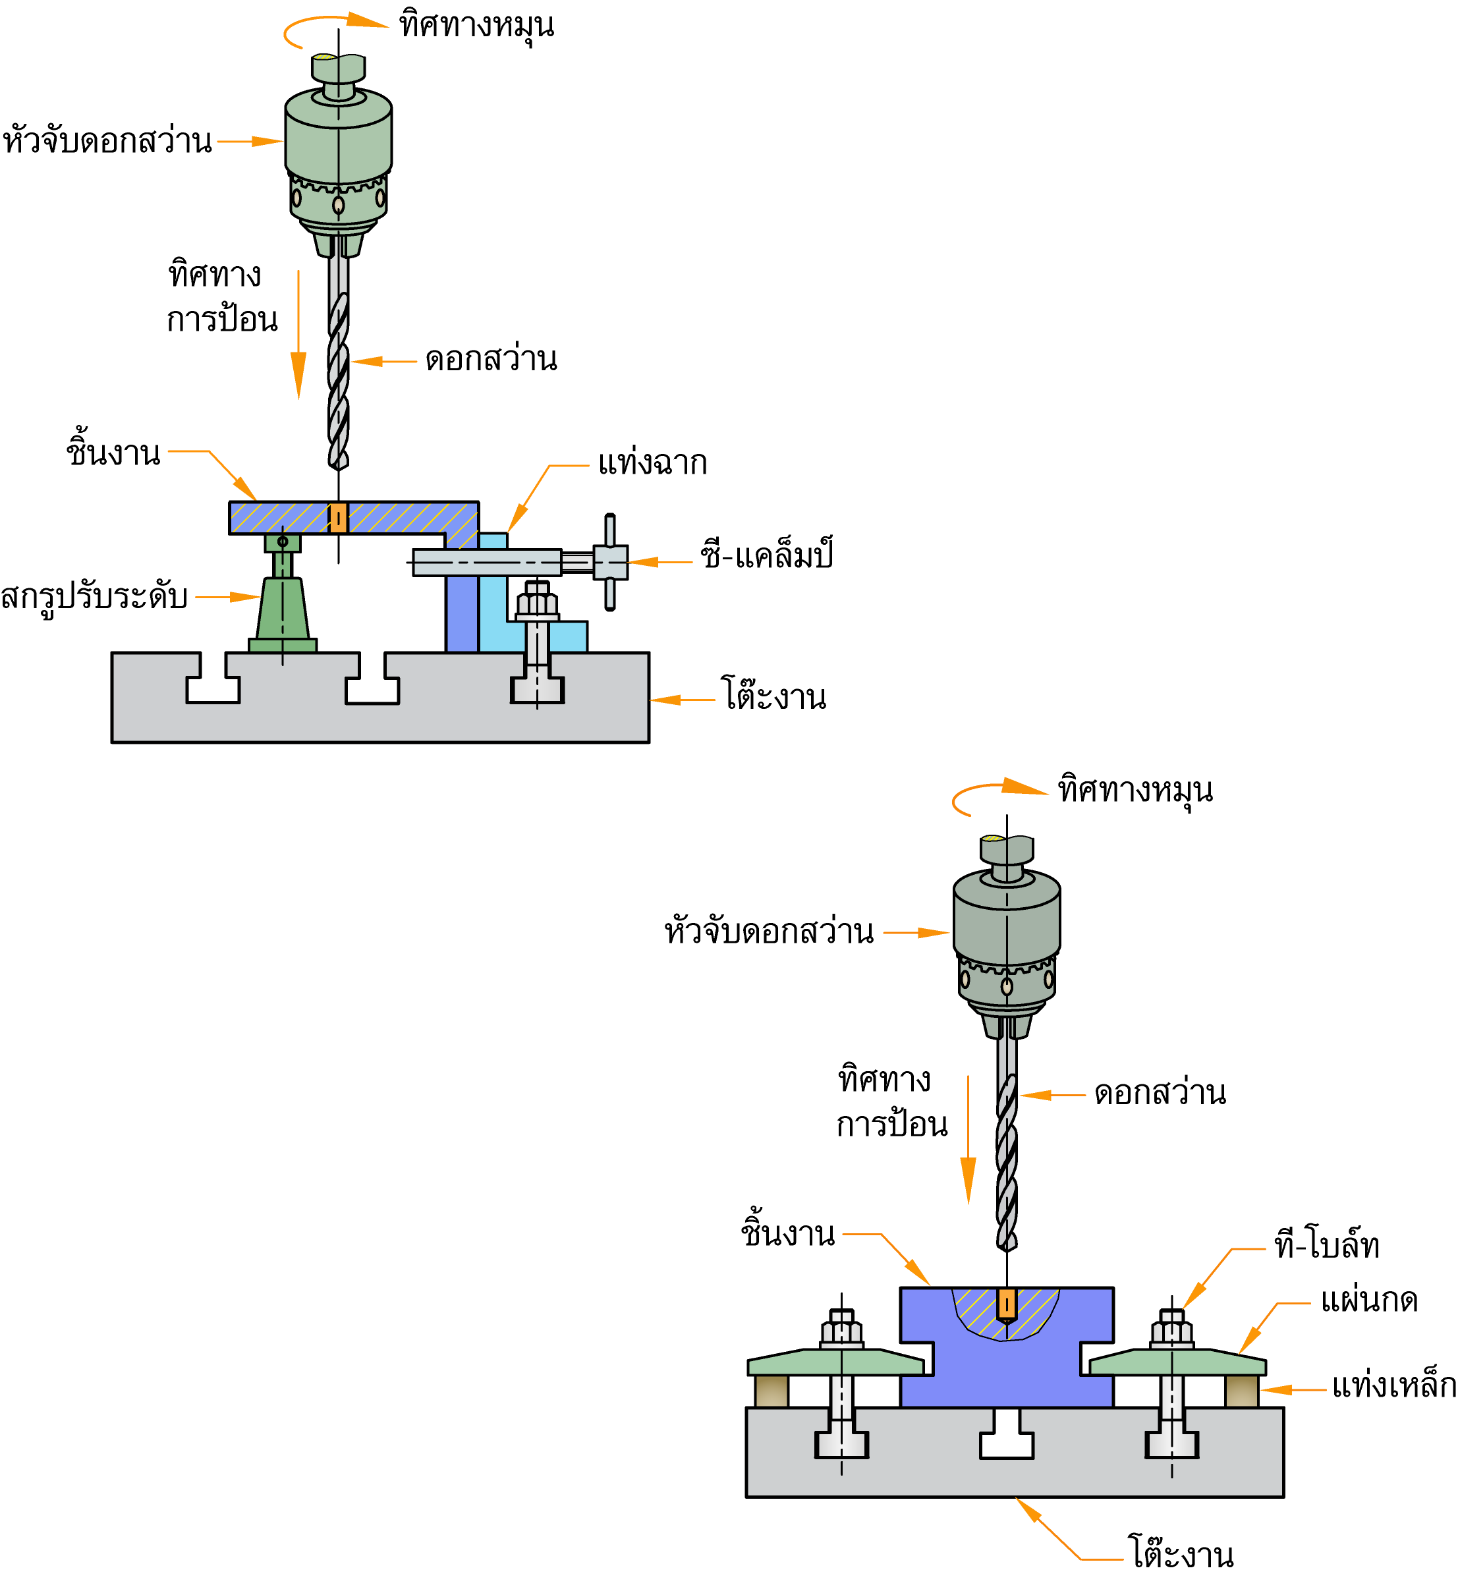 ทิศทางหมุน
หัวจับดอกสว่าน
ทิศทาง
การป้อน
ดอกสว่าน
ชิ้นงาน
แท่งฉาก
ซี-แคล็มป์
สกรูปรับระดับ
โต๊ะงาน
ทิศทางหมุน
หัวจับดอกสว่าน
ทิศทาง
การป้อน
ดอกสว่าน
ชิ้นงาน
ที-โบล์ท
แผ่นกด
แท่งเหล็ก
โต๊ะงาน